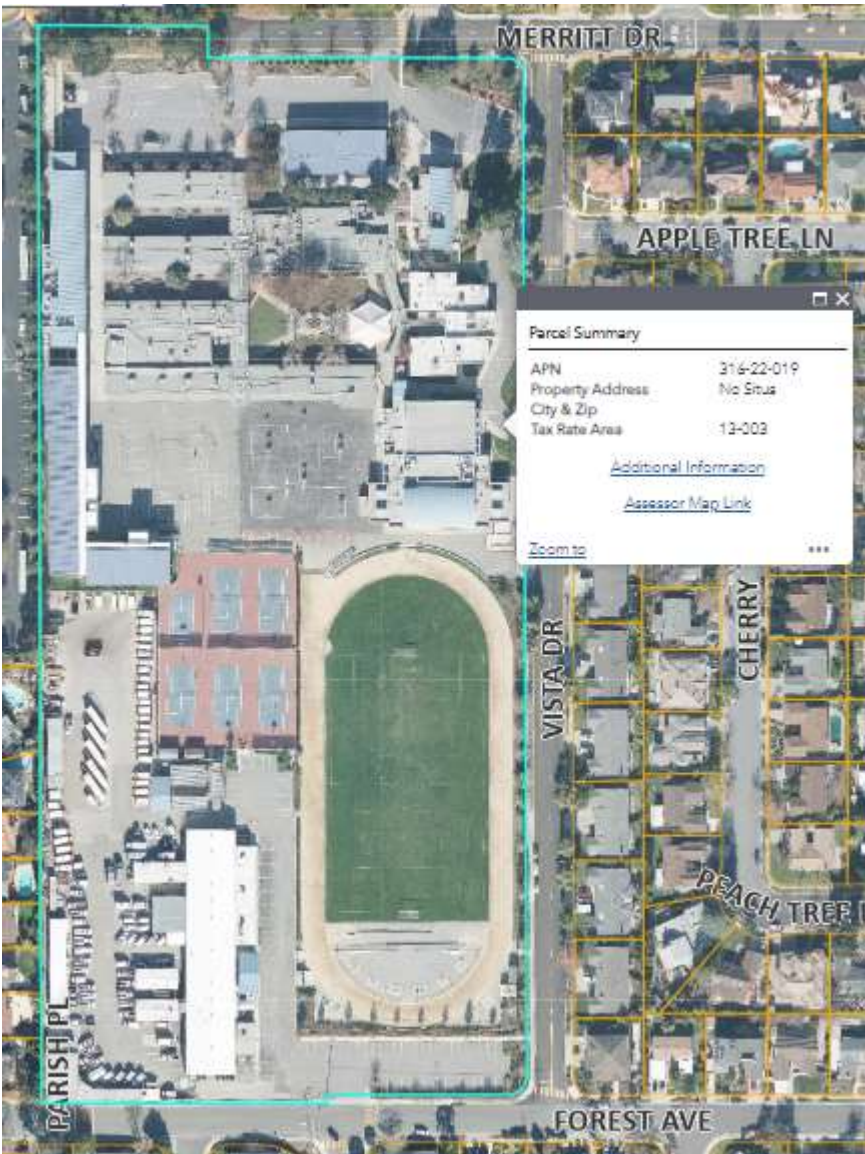 MERRITT DR
APPLE TREE LN
Parcel Summary
APN 316-22-019
Property Address No Situs
City & Zip
Tax Rate Area 13-003
Additional Information
Assessor Map Link
Zoom to
VISTA DR
CHERRY
PEACH TREE
PARISH PL
FOREST AVE